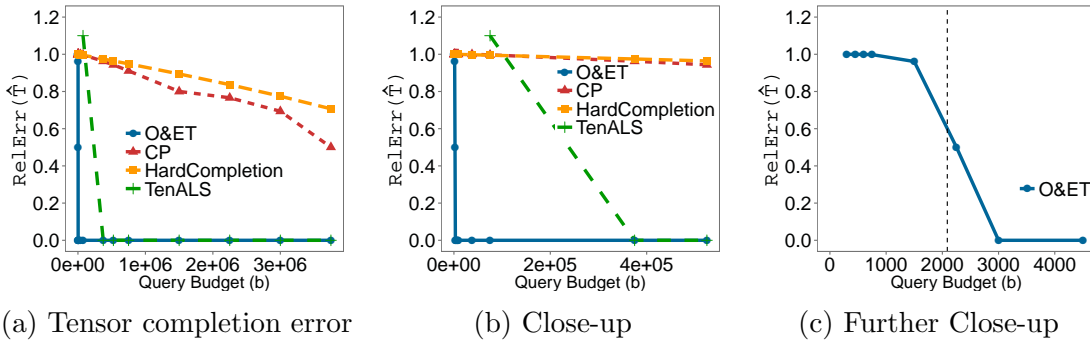 1.2
1.0
0.8
0.6
0.4
0.2
0.0
RelErr(T̂)
O&ET
CP
HardCompletion
TenALS
0e+00 1e+06 2e+06 3e+06
Query Budget (b)
(a) Tensor completion error
1.2
1.0
0.8
0.6
0.4
0.2
0.0
RelErr(T̂)
O&ET
CP
HardCompletion
TenALS
0e+00 2e+05 4e+05
Query Budget (b)
(b) Close-up
1.2
1.0
0.8
0.6
0.4
0.2
0.0
RelErr(T̂)
O&ET
0 1000 2000 3000 4000
Query Budget (b)
(c) Further Close-up